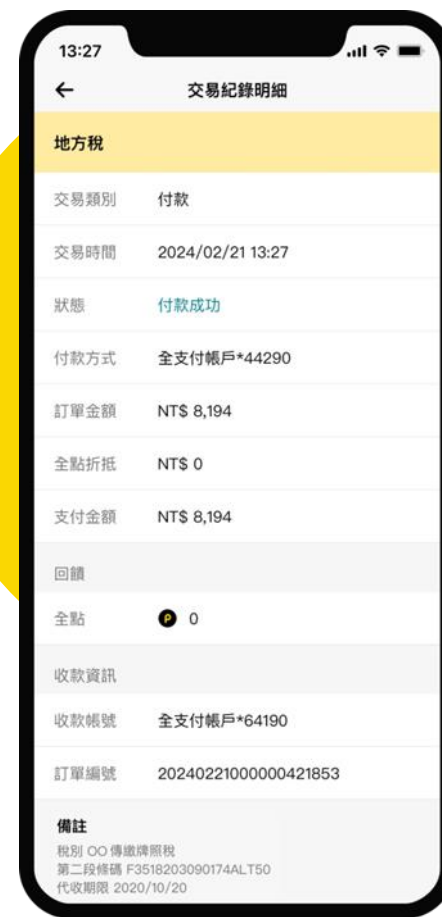 13:27
交易紀錄明細
地方稅
交易類別 付款
交易時間 2024/02/21 13:27
狀態 付款成功
付款方式 全支付帳戶*44290
訂單金額 NT$ 8,194
全點折抵 NT$ 0
支付金額 NT$ 8,194
回饋
全點 P 0
收款資訊
收款帳號 全支付帳戶*64190
訂單編號 20240221000000421853
備註
稅別 OO 傳繳牌照稅
第二段條碼 F3518203090174ALT50
代收期限 2020/10/20